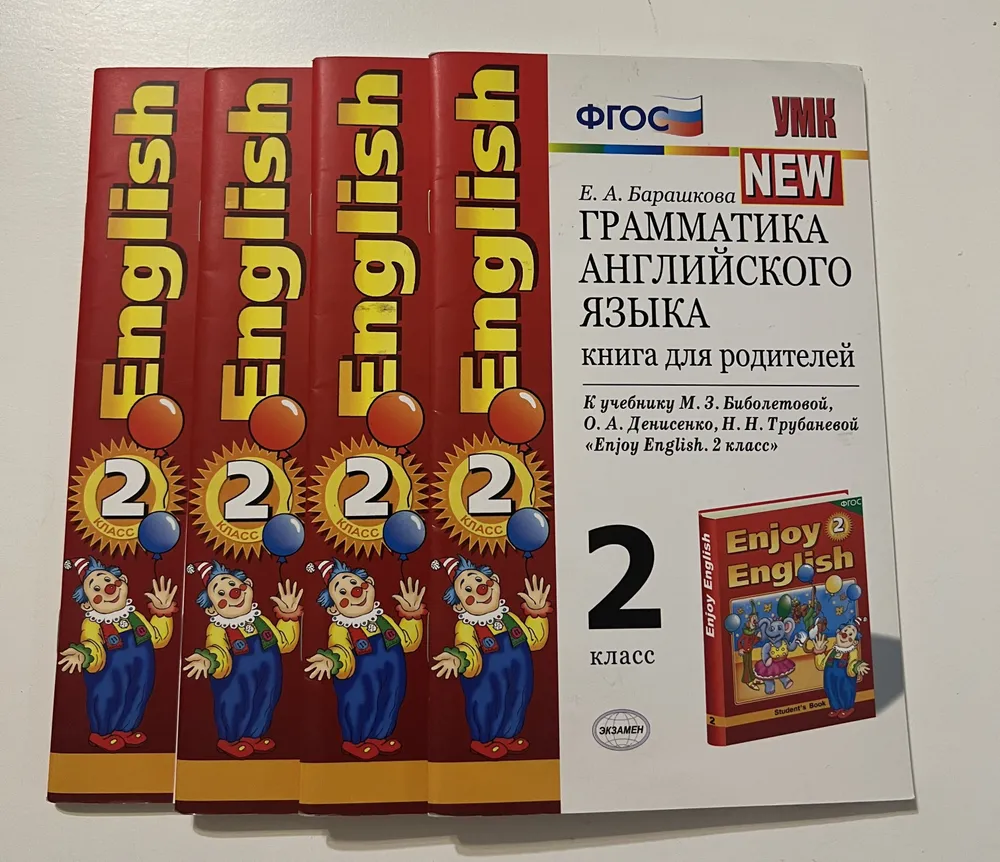 English
2
КЛАСС
English
2
КЛАСС
English
2
КЛАСС
English
2
КЛАСС
ФГОС
УМК
NEW
Е. А. Барашкова
ГРАММАТИКА
АНГЛИЙСКОГО
ЯЗЫКА
книга для родителей
К учебнику М. З. Биболетовой,
О. А. Денисенко, Н. Н. Трубаневой
«Enjoy English. 2 класс»
2
класс
ЭКЗАМЕН
ФГОС
Enjoy
2
English
Enjoy English
Student's Book
2